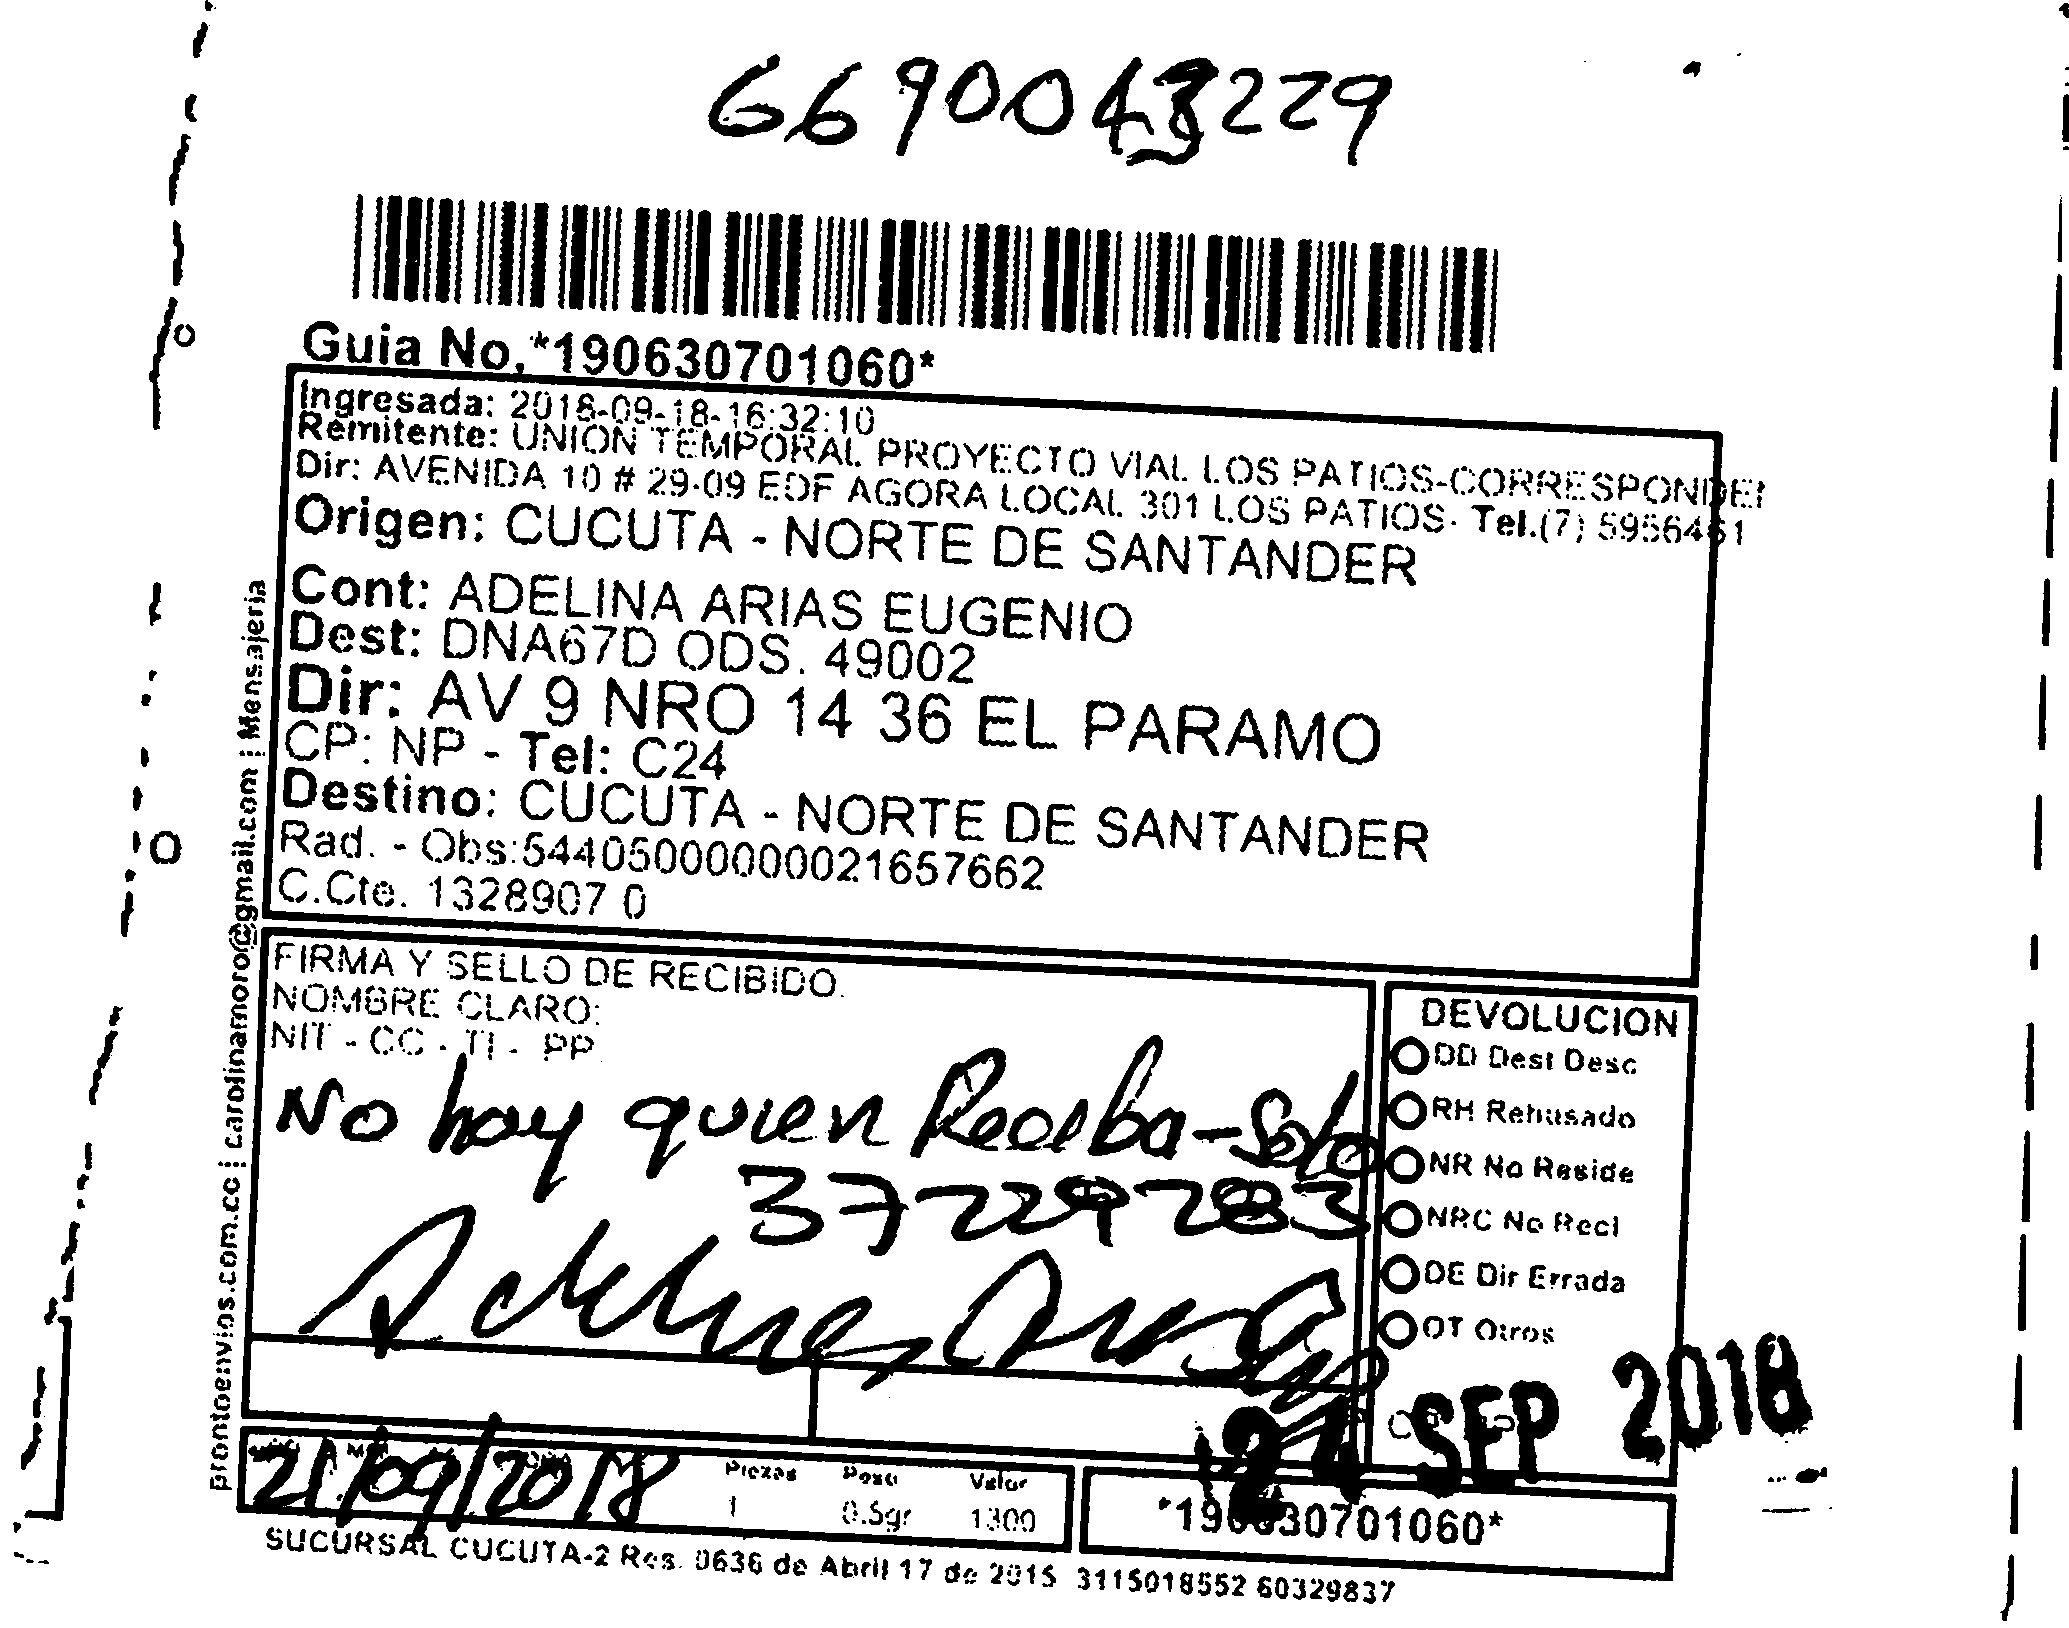 Guia No. *190630701060*
Ingresada: 2018-09-18-16:32:10
Remitente: UNION TEMPORAL PROYECTO VIAL LOS PATIOS-CORRESPONDEN
Dir: AVENIDA 10 # 29-09 EDF AGORA LOCAL 301 LOS PATIOS- Tel.(7) 5956461
Origen: CUCUTA - NORTE DE SANTANDER
Cont: ADELINA ARIAS EUGENIO
Dest: DNA67D ODS. 49002
Dir: AV 9 NRO 14 36 EL PARAMO
CP: NP - Tel: C24
Destino: CUCUTA - NORTE DE SANTANDER
Rad. - Obs:544050000000021657662
C.Cte. 1328907 0
FIRMA Y SELLO DE RECIBIDO.
NOMBRE CLARO:
NIT - CC - TI - PP
No hay quien Reciba-Solo
37229283
DEVOLUCION
DD Dest Desc
RH Rehusado
NR No Reside
NRC No Recl
DE Dir Errada
OT Otros
24 SEP 2018
21/09/2018
Piezas Peso Valor
1 0.5gr 1300
*190630701060*
SUCURSAL CUCUTA-2 Res. 0636 de Abril 17 de 2015 3115018552 60329837
prontoenvios.com.co | carolinamoro@gmail.com | Mensajeria